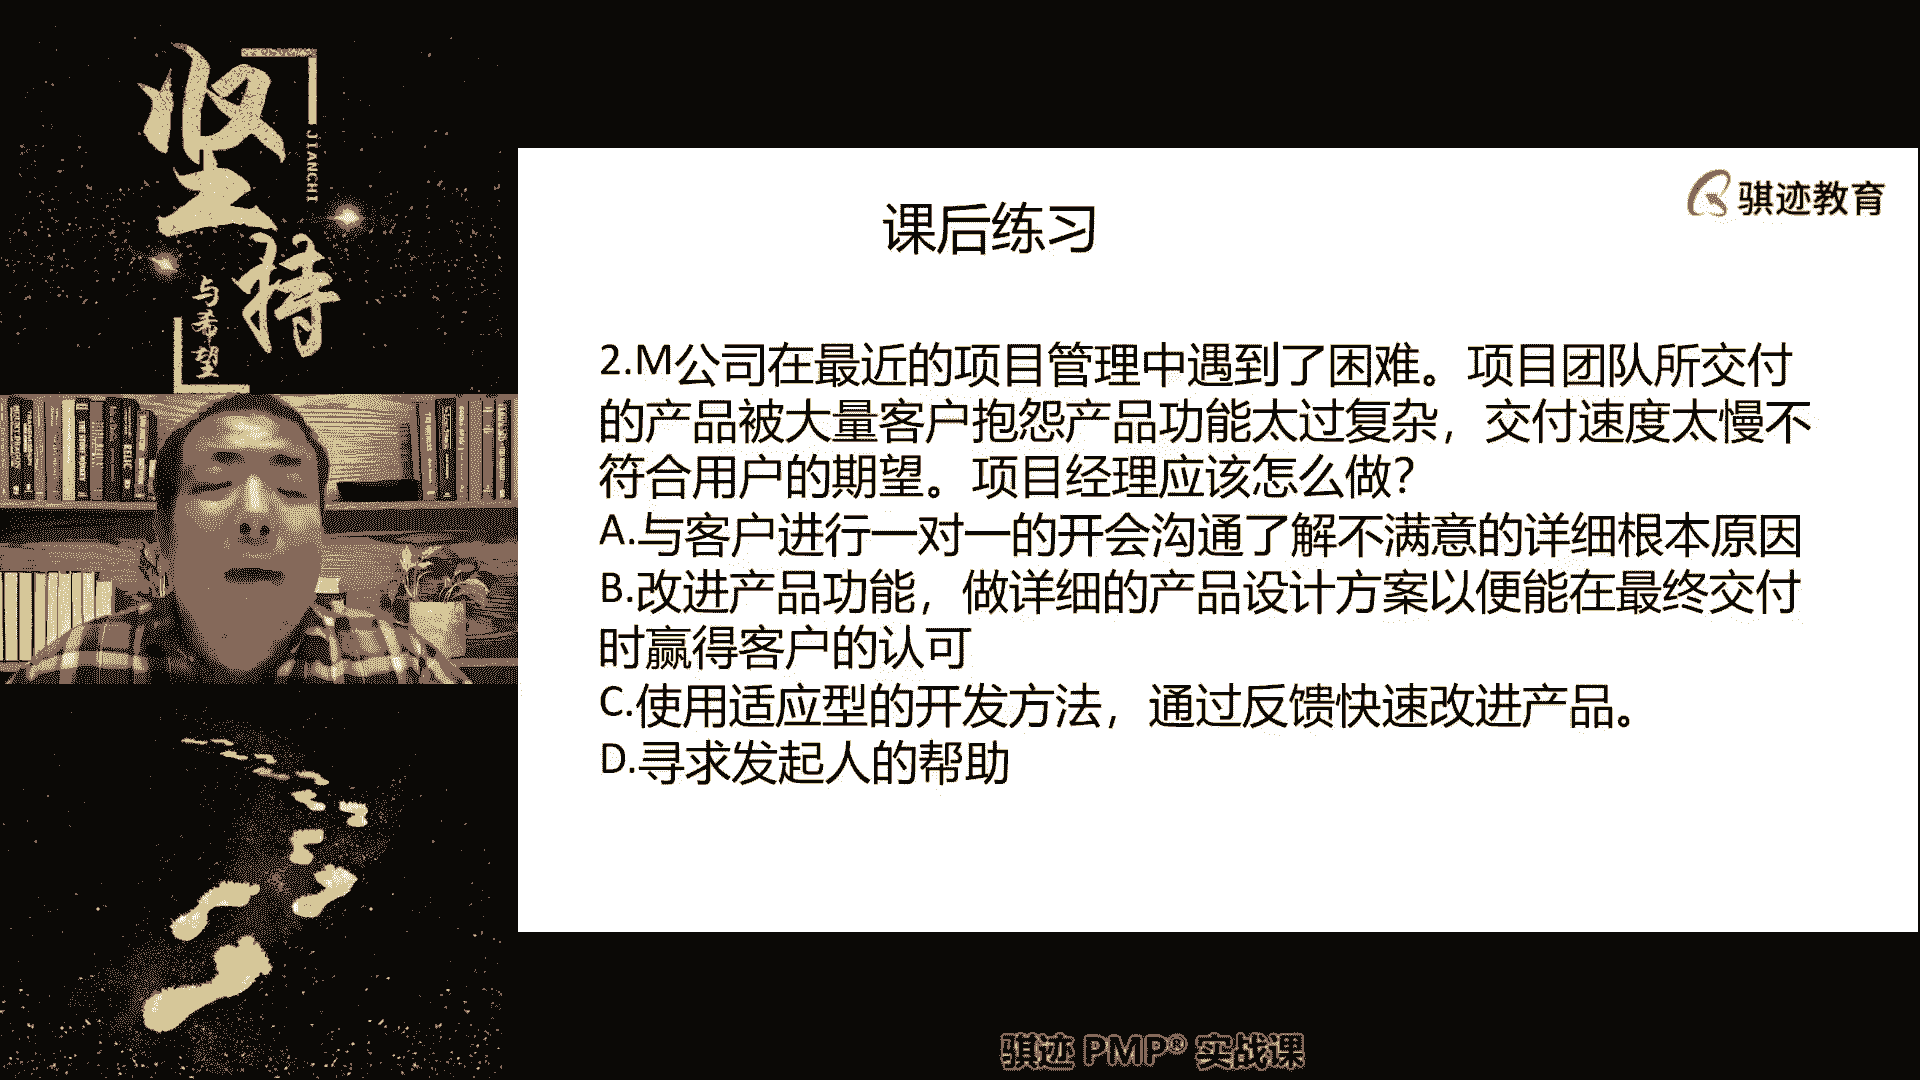 坚持
JIANCHI
与希望
骐迹教育
课后练习
2.M公司在最近的项目管理中遇到了困难。项目团队所交付
的产品被大量客户抱怨产品功能太过复杂，交付速度太慢不
符合用户的期望。项目经理应该怎么做？
A.与客户进行一对一的开会沟通了解不满意的详细根本原因
B.改进产品功能，做详细的产品设计方案以便能在最终交付
时赢得客户的认可
C.使用适应型的开发方法，通过反馈快速改进产品。
D.寻求发起人的帮助
骐迹 PMP® 实战课